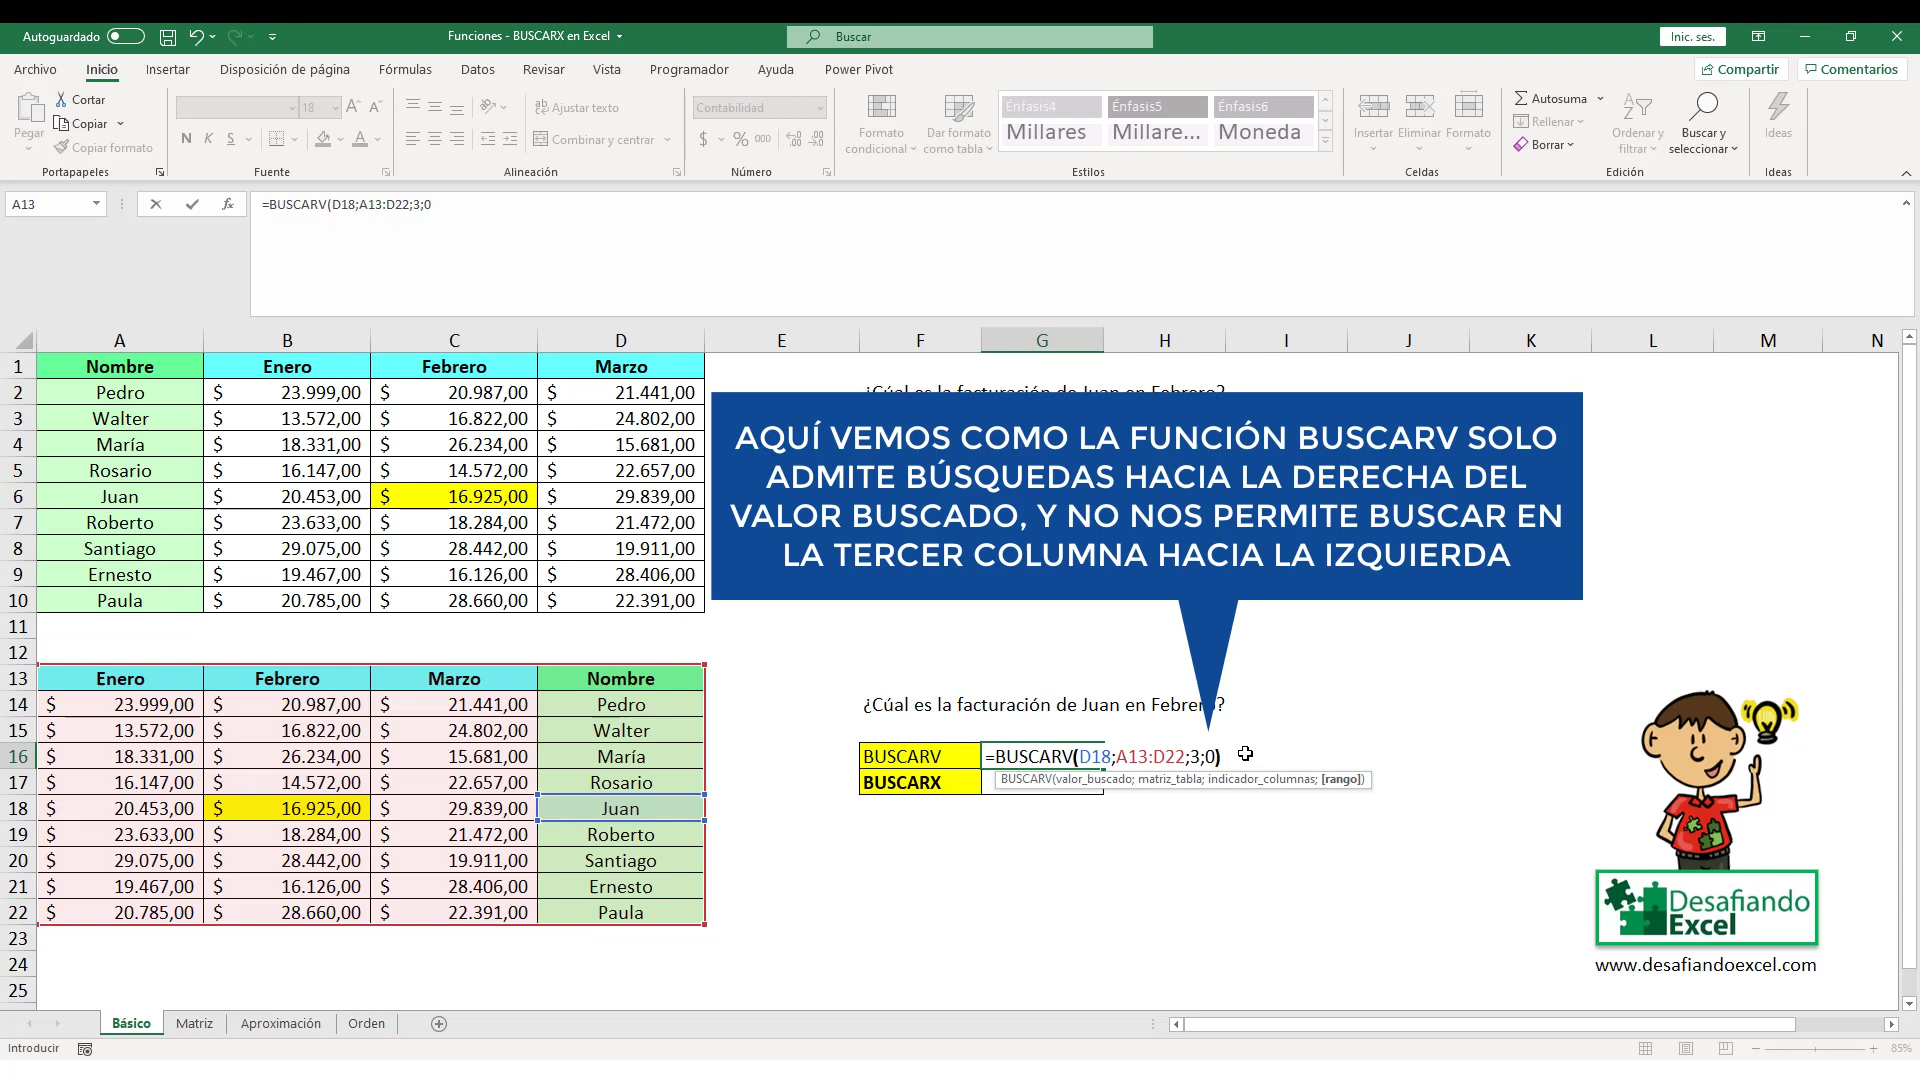 Autoguardado
Funciones - BUSCARX en Excel
Buscar
Inic. ses.
Archivo Inicio Insertar Disposición de página Fórmulas Datos Revisar Vista Programador Ayuda Power Pivot Compartir Comentarios
Pegar
Cortar
Copiar
Copiar formato
Portapapeles
18
N K S
Fuente
Ajustar texto
Combinar y centrar
Alineación
Contabilidad
$ % 000
Número
Formato condicional
Dar formato como tabla
Énfasis4 Énfasis5 Énfasis6
Millares Millare... Moneda
Estilos
Insertar Eliminar Formato
Celdas
Autosuma
Rellenar
Borrar
Ordenar y filtrar
Buscar y seleccionar
Edición
Ideas
Ideas
A13 fx =BUSCARV(D18;A13:D22;3;0
A B C D E F G H I J K L M N
1 Nombre Enero Febrero Marzo
2 Pedro $ 23.999,00 $ 20.987,00 $ 21.441,00 ¿Cúal es la facturación de Juan en Febrero?
3 Walter $ 13.572,00 $ 16.822,00 $ 24.802,00
4 María $ 18.331,00 $ 26.234,00 $ 15.681,00
5 Rosario $ 16.147,00 $ 14.572,00 $ 22.657,00
6 Juan $ 20.453,00 $ 16.925,00 $ 29.839,00
7 Roberto $ 23.633,00 $ 18.284,00 $ 21.472,00
8 Santiago $ 29.075,00 $ 28.442,00 $ 19.911,00
9 Ernesto $ 19.467,00 $ 16.126,00 $ 28.406,00
10 Paula $ 20.785,00 $ 28.660,00 $ 22.391,00
AQUÍ VEMOS COMO LA FUNCIÓN BUSCARV SOLO
ADMITE BÚSQUEDAS HACIA LA DERECHA DEL
VALOR BUSCADO, Y NO NOS PERMITE BUSCAR EN
LA TERCER COLUMNA HACIA LA IZQUIERDA
11
12
13 Enero Febrero Marzo Nombre
14 $ 23.999,00 $ 20.987,00 $ 21.441,00 Pedro ¿Cúal es la facturación de Juan en Febrero?
15 $ 13.572,00 $ 16.822,00 $ 24.802,00 Walter
16 $ 18.331,00 $ 26.234,00 $ 15.681,00 María BUSCARV =BUSCARV(D18;A13:D22;3;0)
17 $ 16.147,00 $ 14.572,00 $ 22.657,00 Rosario BUSCARX BUSCARV(valor_buscado; matriz_tabla; indicador_columnas; [rango])
18 $ 20.453,00 $ 16.925,00 $ 29.839,00 Juan
19 $ 23.633,00 $ 18.284,00 $ 21.472,00 Roberto
20 $ 29.075,00 $ 28.442,00 $ 19.911,00 Santiago
21 $ 19.467,00 $ 16.126,00 $ 28.406,00 Ernesto
22 $ 20.785,00 $ 28.660,00 $ 22.391,00 Paula
23
24
25
Desafiando
Excel
www.desafiandoexcel.com
Básico Matriz Aproximación Orden
Introducir
85%